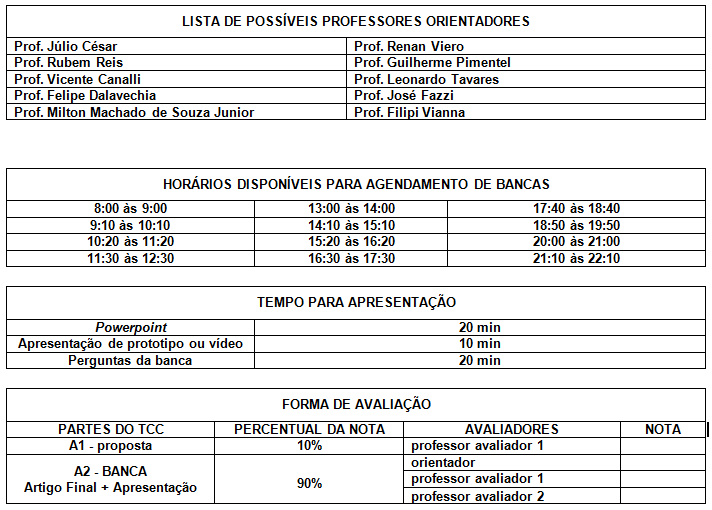 LISTA DE POSSÍVEIS PROFESSORES ORIENTADORES
Prof. Júlio César Prof. Renan Viero
Prof. Rubem Reis Prof. Guilherme Pimentel
Prof. Vicente Canalli Prof. Leonardo Tavares
Prof. Felipe Dalavechia Prof. José Fazzi
Prof. Milton Machado de Souza Junior Prof. Filipi Vianna
HORÁRIOS DISPONÍVEIS PARA AGENDAMENTO DE BANCAS
8:00 às 9:00 13:00 às 14:00 17:40 às 18:40
9:10 às 10:10 14:10 às 15:10 18:50 às 19:50
10:20 às 11:20 15:20 às 16:20 20:00 às 21:00
11:30 às 12:30 16:30 às 17:30 21:10 às 22:10
TEMPO PARA APRESENTAÇÃO
Powerpoint 20 min
Apresentação de prototipo ou vídeo 10 min
Perguntas da banca 20 min
FORMA DE AVALIAÇÃO
PARTES DO TCC PERCENTUAL DA NOTA AVALIADORES NOTA
A1 - proposta 10% professor avaliador 1
A2 - BANCA
Artigo Final + Apresentação
90%
orientador
professor avaliador 1
professor avaliador 2